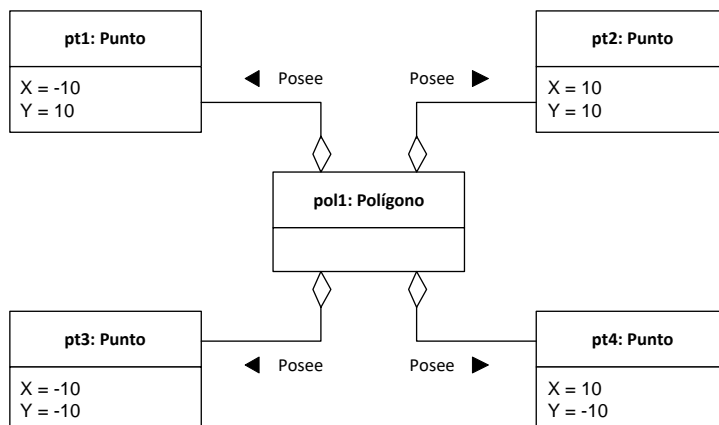 pt1: Punto
X = -10
Y = 10
Posee
Posee
pt2: Punto
X = 10
Y = 10
pol1: Polígono
pt3: Punto
X = -10
Y = -10
Posee
Posee
pt4: Punto
X = 10
Y = -10